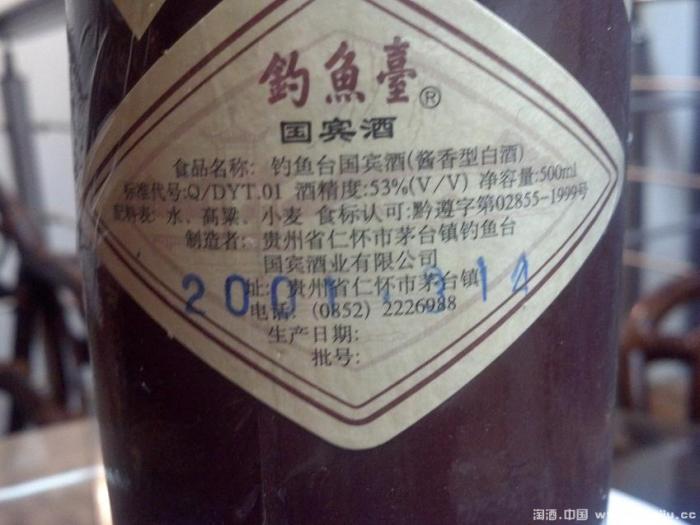 釣魚臺®
国宾酒
食品名称: 钓鱼台国宾酒(酱香型白酒)
标准代号:Q/DYT.01 酒精度:53%(V/V) 净容量:500ml
配料表: 水、高粱、小麦 食标认可:黔遵字第02855-1999号
制造者: 贵州省仁怀市茅台镇钓鱼台
国宾酒业有限公司
址: 贵州省仁怀市茅台镇
2001.3.14
电话: (0852) 2226988
生产日期:
批号:
淘酒.中国